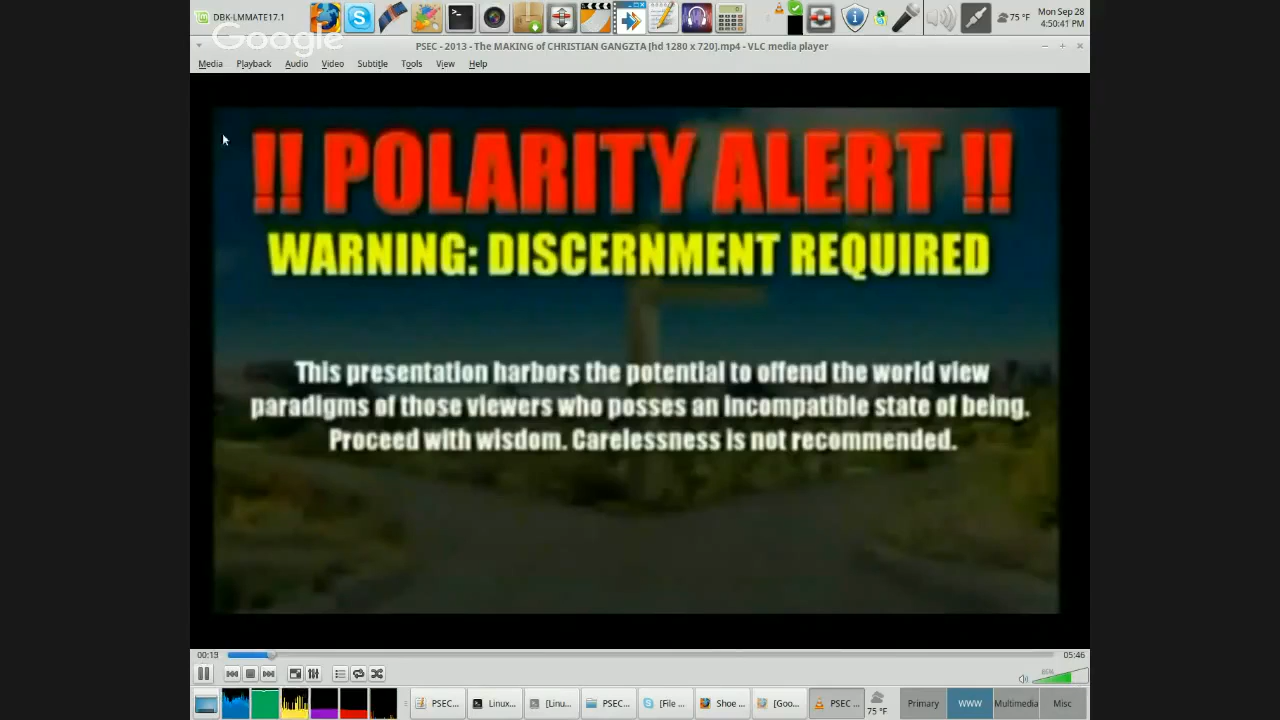 DBK-LMMATE17.1
Google
75 °F
Mon Sep 28
4:50:41 PM
PSEC - 2013 - The MAKING of CHRISTIAN GANGZTA [hd 1280 x 720].mp4 - VLC media player
Media Playback Audio Video Subtitle Tools View Help
!! POLARITY ALERT !!
WARNING: DISCERNMENT REQUIRED
This presentation harbors the potential to offend the world view
paradigms of those viewers who posses an incompatible state of being.
Proceed with wisdom. Carelessness is not recommended.
00:13
05:46
85%
PSEC... Linux... [Linu... PSEC... [File ... Shoe ... [Goo... PSEC ... 75 °F Primary WWW Multimedia Misc